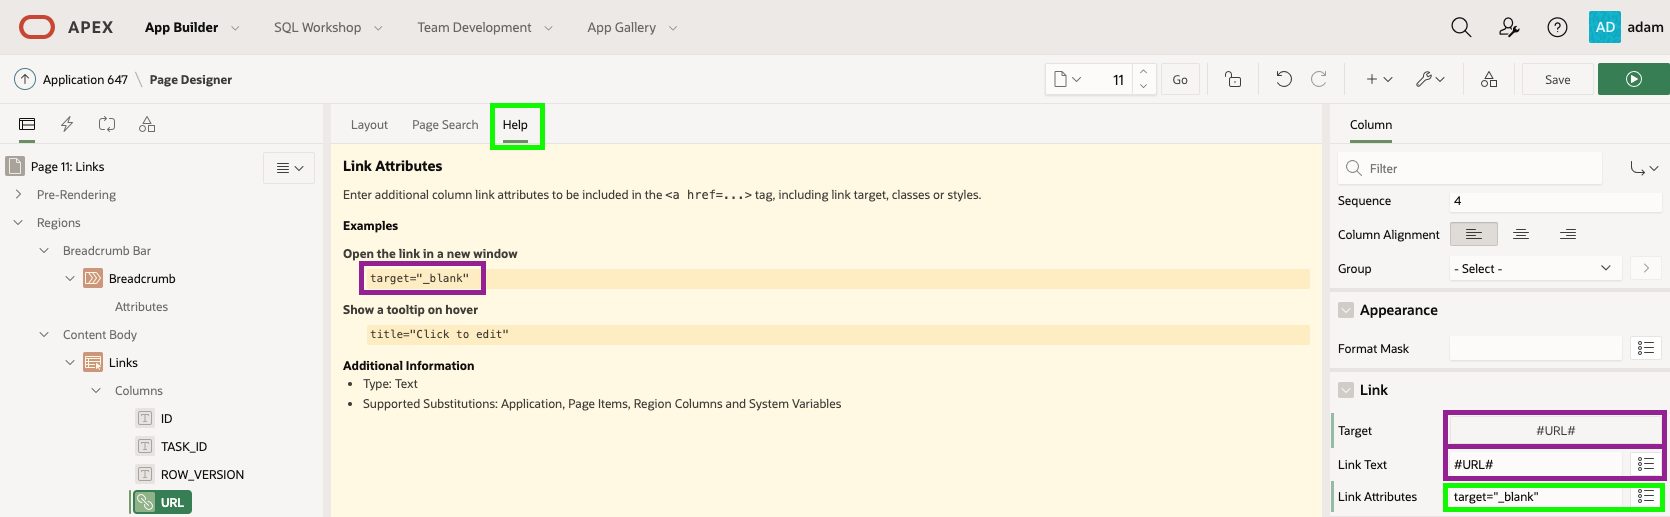 APEX App Builder SQL Workshop Team Development App Gallery AD adam
Application 647 \ Page Designer 11 Go Save
Layout Page Search Help
Column
Page 11: Links
Pre-Rendering
Regions
Breadcrumb Bar
Breadcrumb
Attributes
Content Body
Links
Columns
ID
TASK_ID
ROW_VERSION
URL
Link Attributes
Enter additional column link attributes to be included in the <a href=...> tag, including link target, classes or styles.
Examples
Open the link in a new window
target="_blank"
Show a tooltip on hover
title="Click to edit"
Additional Information
• Type: Text
• Supported Substitutions: Application, Page Items, Region Columns and System Variables
Filter
Sequence 4
Column Alignment
Group - Select -
Appearance
Format Mask
Link
Target #URL#
Link Text #URL#
Link Attributes target="_blank"